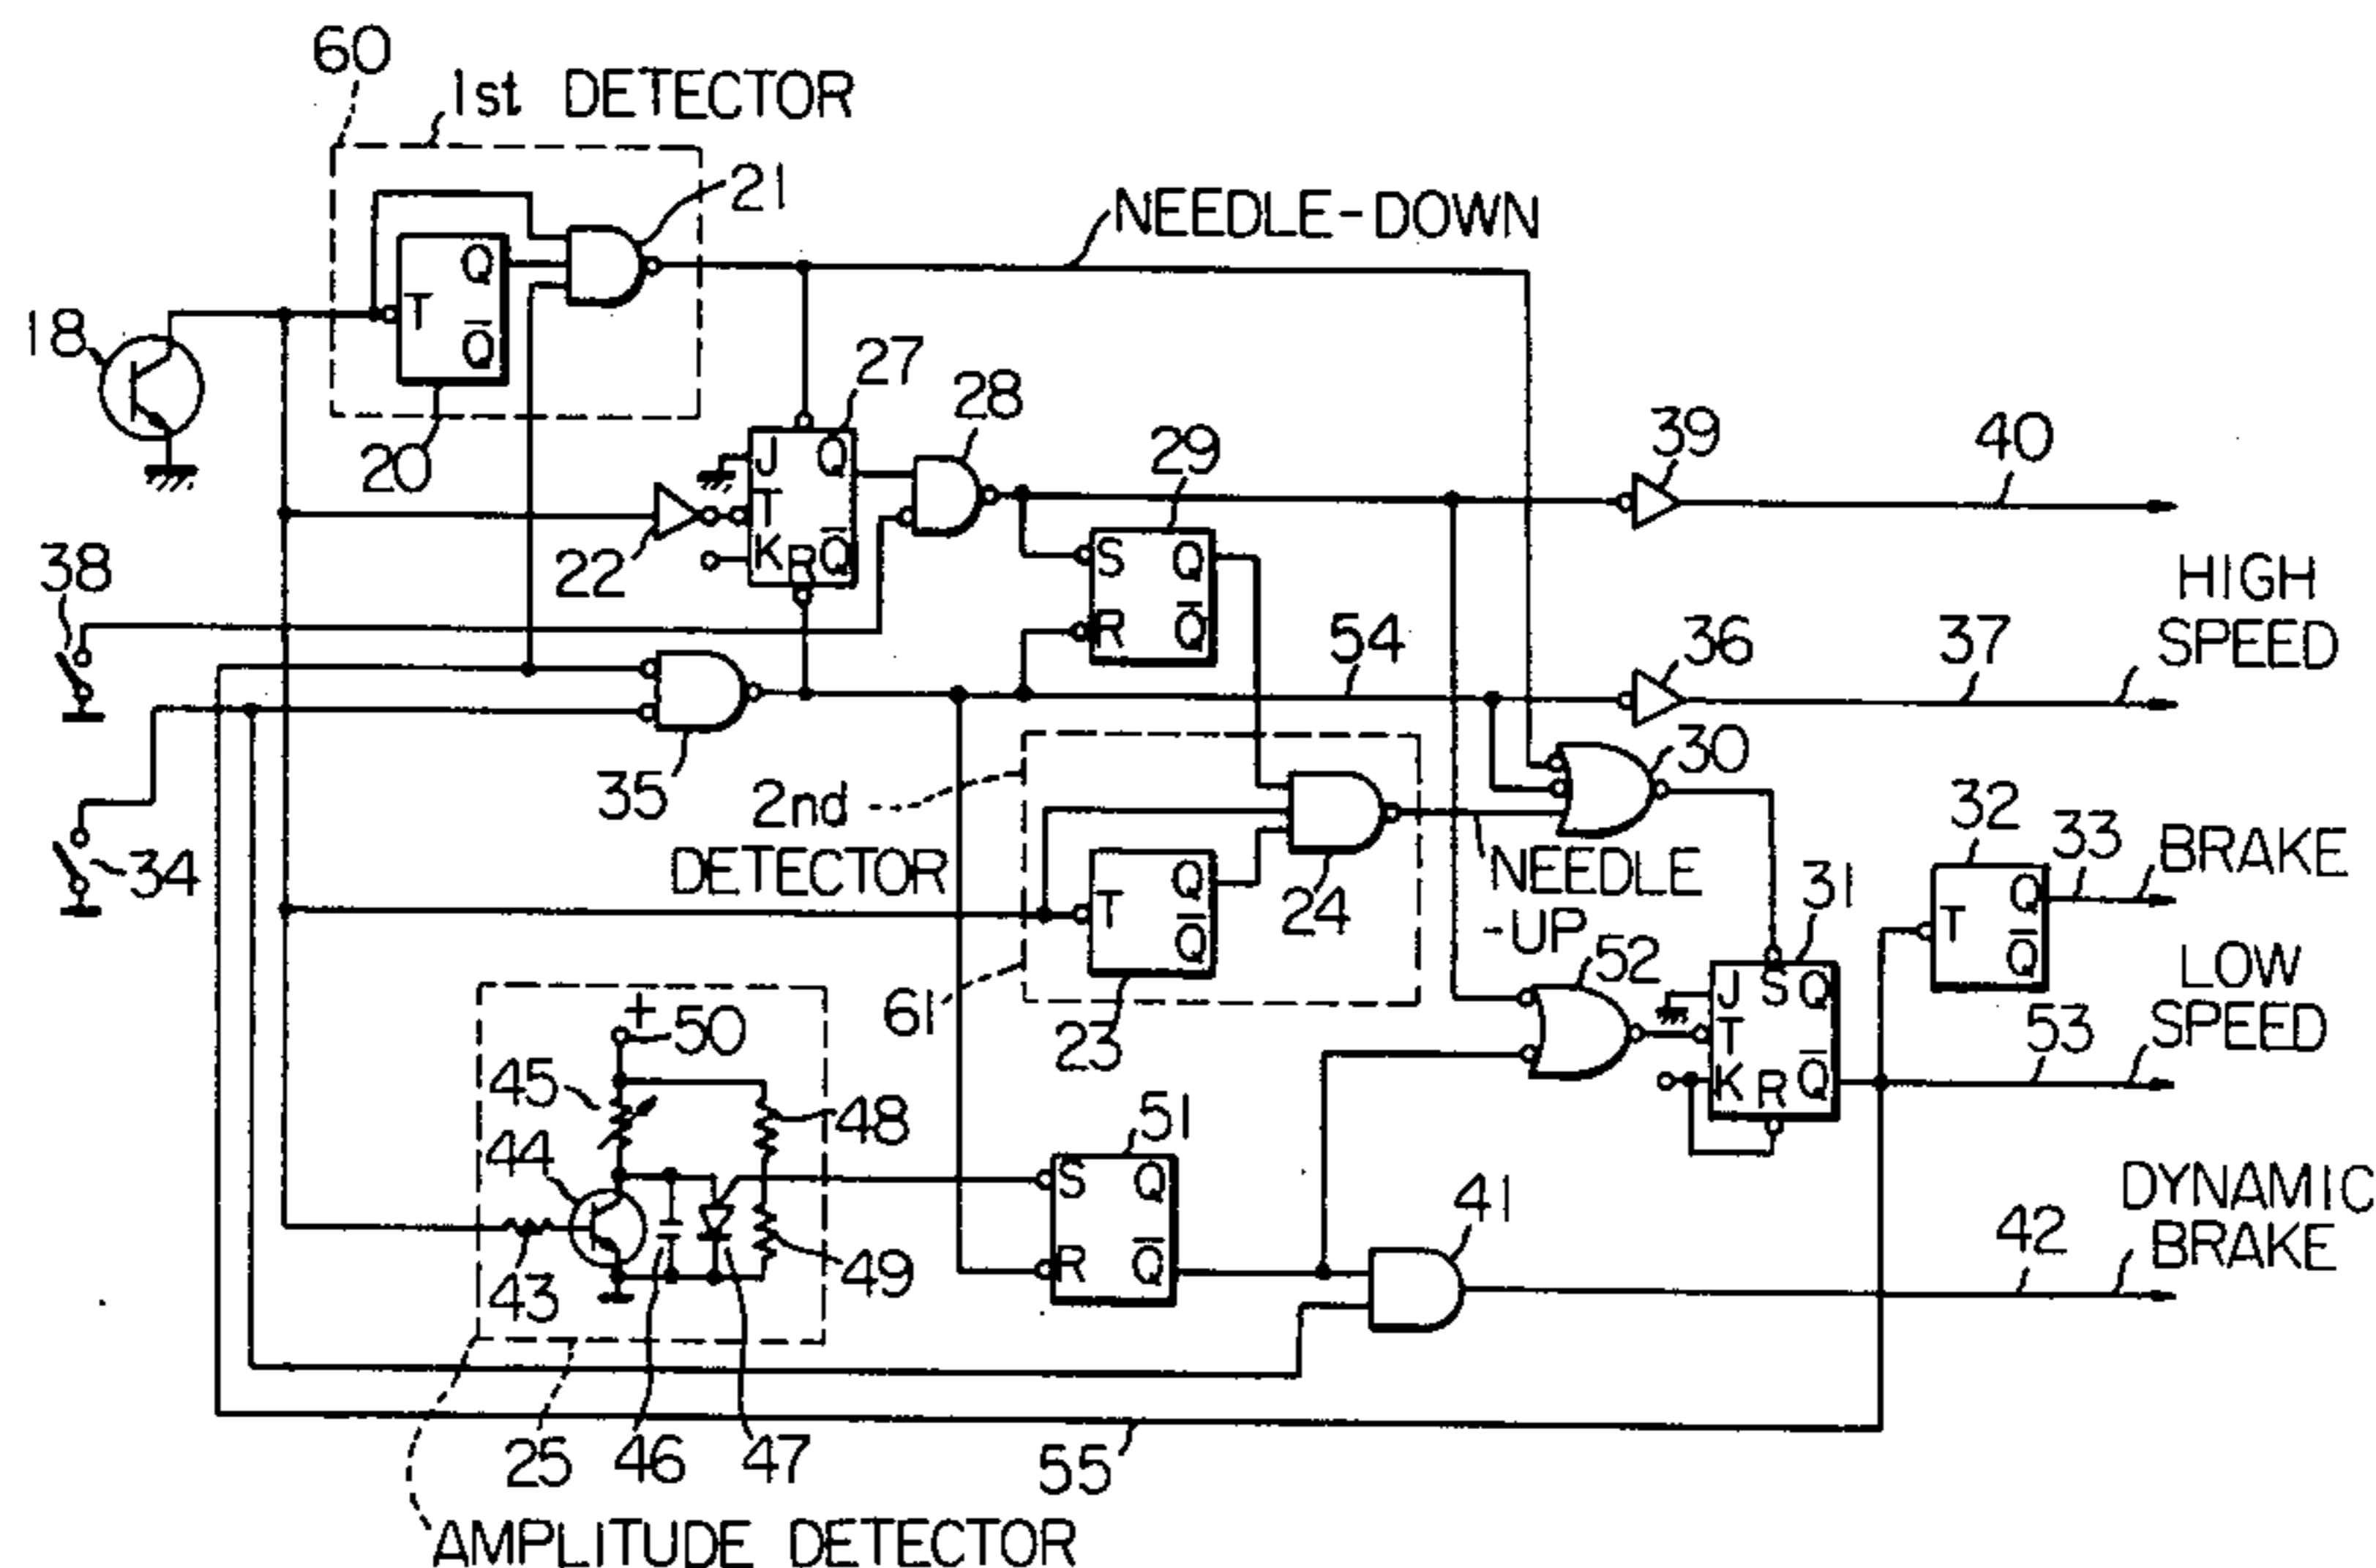 60
1st DETECTOR
21
NEEDLE-DOWN
18
T
Q
Q̅
20
27
28
J
Q
T
K
R
Q̅
22
29
S
Q
R
Q̅
39
40
38
35
54
36
37
HIGH
SPEED
34
2nd
DETECTOR
61
T
Q
Q̅
23
24
NEEDLE
-UP
30
52
31
J
S
Q
T
K
R
Q̅
32
T
Q
Q̅
33
BRAKE
LOW
SPEED
53
+
50
45
44
43
48
49
51
S
Q
R
Q̅
41
42
DYNAMIC
BRAKE
25
46
47
55
AMPLITUDE DETECTOR